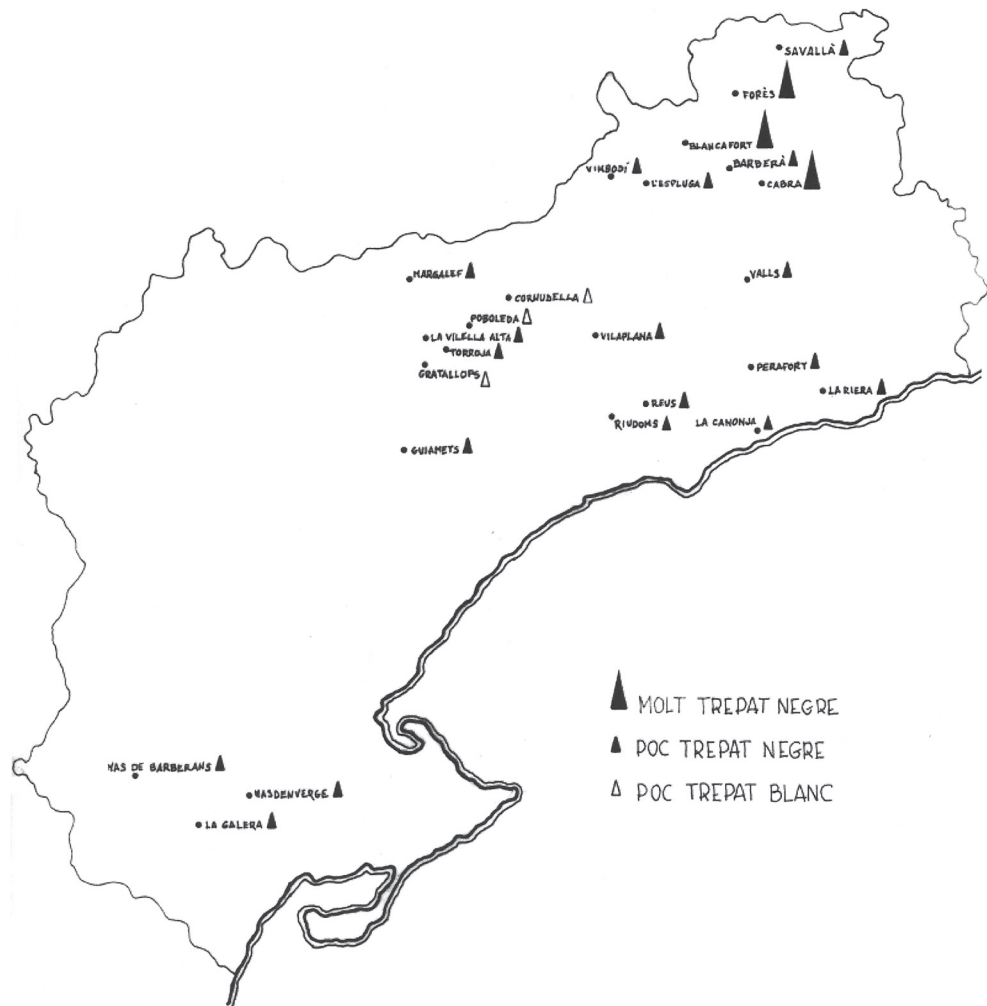 SAVALLÀ
FORÈS
BLANCAFORT
BARBERÀ
VIMBODÍ
L'ESPLUGA
CABRA
MARGALEF
VALLS
CORNUDELLA
POBOLEDA
LA VILELLA ALTA
VILAPLANA
TORROJA
GRATALLOPS
PERAFORT
LA RIERA
REUS
RIUDOMS
LA CANONJA
GUIAMETS
MOLT TREPAT NEGRE
POC TREPAT NEGRE
POC TREPAT BLANC
MAS DE BARBERANS
MASDENVERGE
LA GALERA